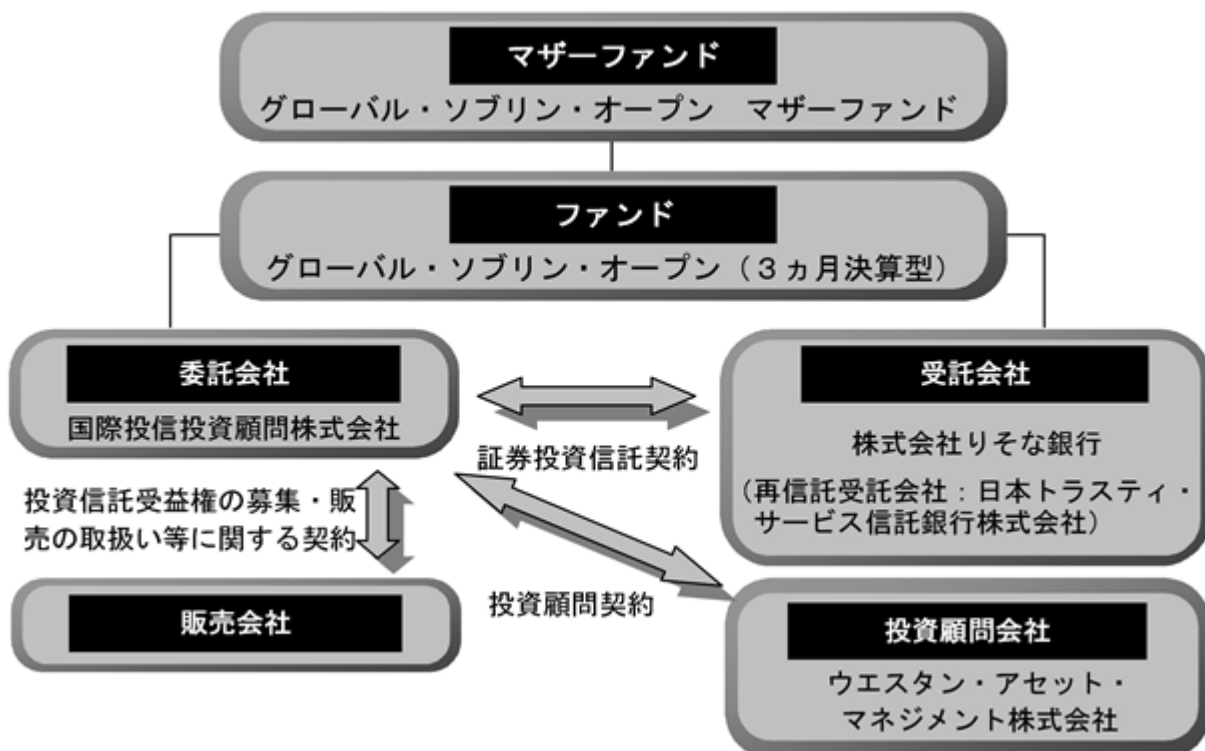 マザーファンド
グローバル・ソブリン・オープン　マザーファンド
ファンド
グローバル・ソブリン・オープン（３ヵ月決算型）
委託会社
国際投信投資顧問株式会社
受託会社
株式会社りそな銀行
（再信託受託会社：日本トラスティ・
サービス信託銀行株式会社）
証券投資信託契約
投資信託受益権の募集・販
売の取扱い等に関する契約
投資顧問契約
販売会社
投資顧問会社
ウエスタン・アセット・
マネジメント株式会社